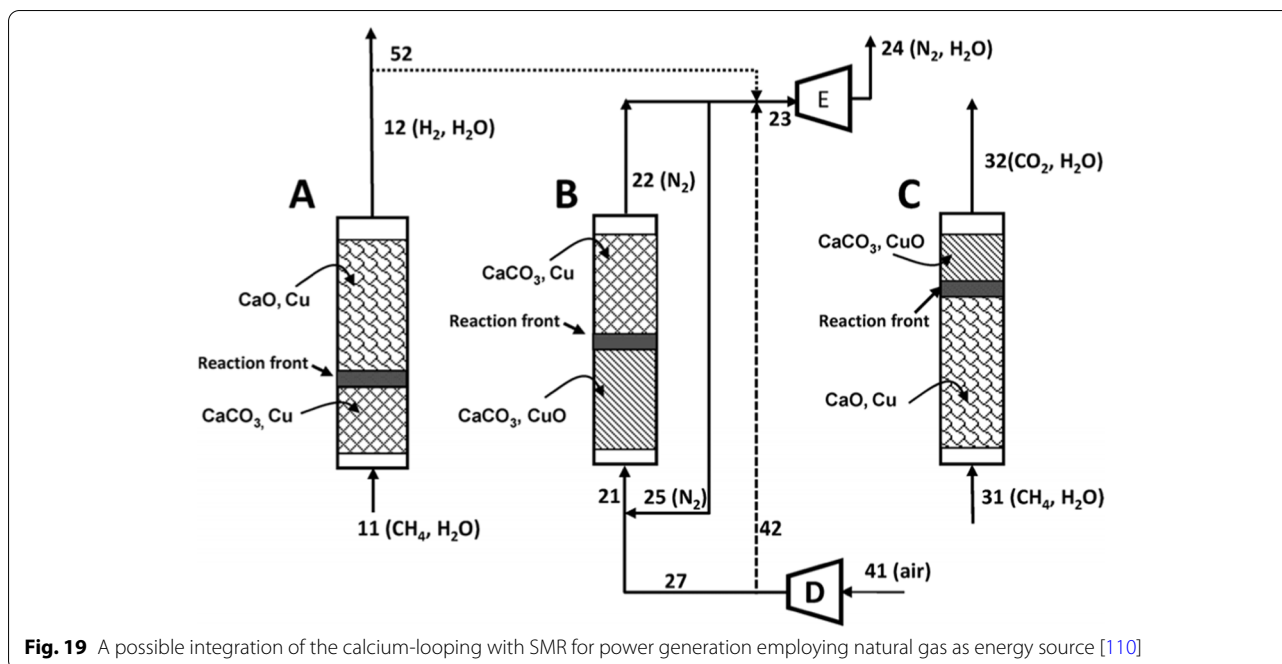 52
24 (N₂, H₂O)
E
23
12 (H₂, H₂O)
32(CO₂, H₂O)
22 (N₂)
A
B
C
CaCO₃, CuO
CaCO₃, Cu
CaO, Cu
Reaction front
Reaction front
Reaction front
CaCO₃, Cu
CaCO₃, CuO
CaO, Cu
21
25 (N₂)
31 (CH₄, H₂O)
11 (CH₄, H₂O)
42
41 (air)
27
D
Fig. 19 A possible integration of the calcium-looping with SMR for power generation employing natural gas as energy source [110]